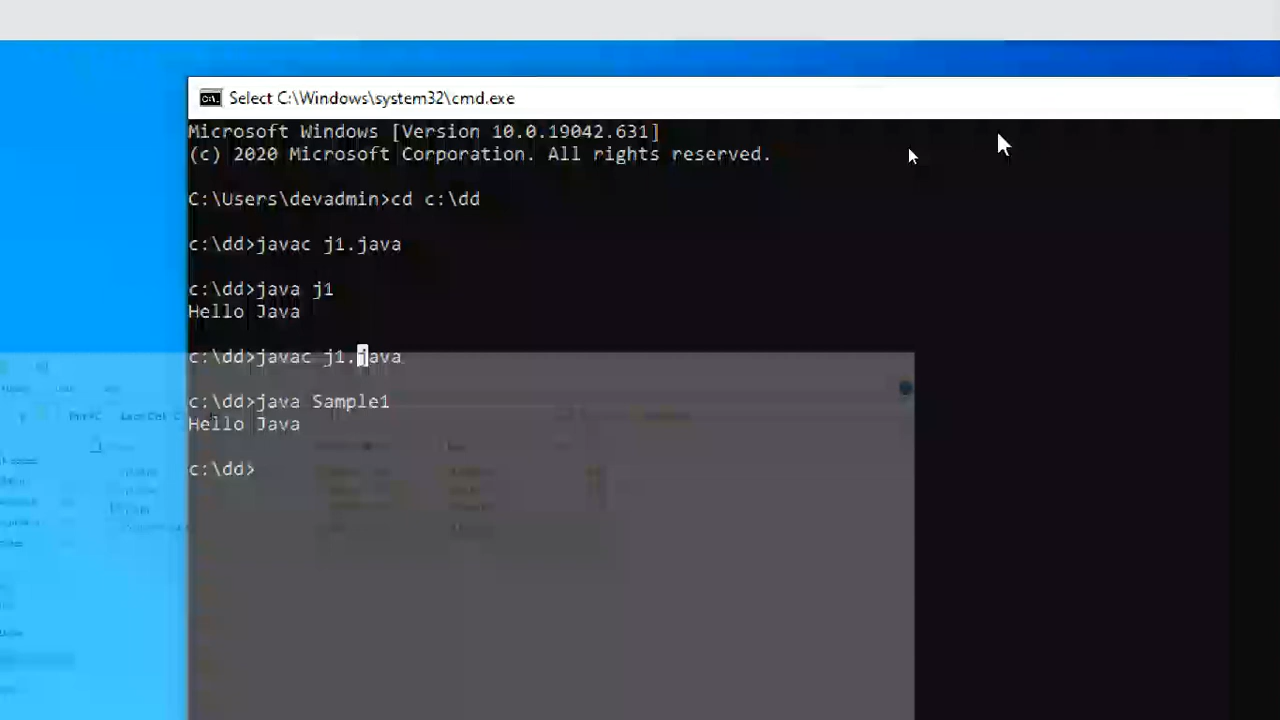 Select C:\Windows\system32\cmd.exe
Microsoft Windows [Version 10.0.19042.631]
(c) 2020 Microsoft Corporation. All rights reserved.
C:\Users\devadmin>cd c:\dd
c:\dd>javac j1.java
c:\dd>java j1
Hello Java
c:\dd>javac j1.java
c:\dd>java Sample1
Hello Java
c:\dd>